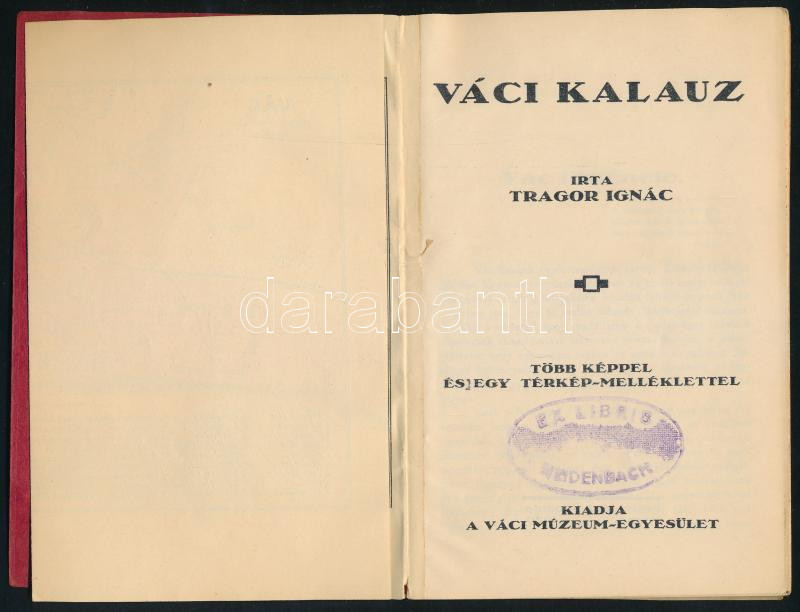 VÁCI KALAUZ
IRTA
TRAGOR IGNÁC
darabanth
TÖBB KÉPPEL
ÉS EGY TÉRKÉP-MELLÉKLETTEL
EX LIBRIS
KIADJA
A VÁCI MÚZEUM-EGYESÜLET